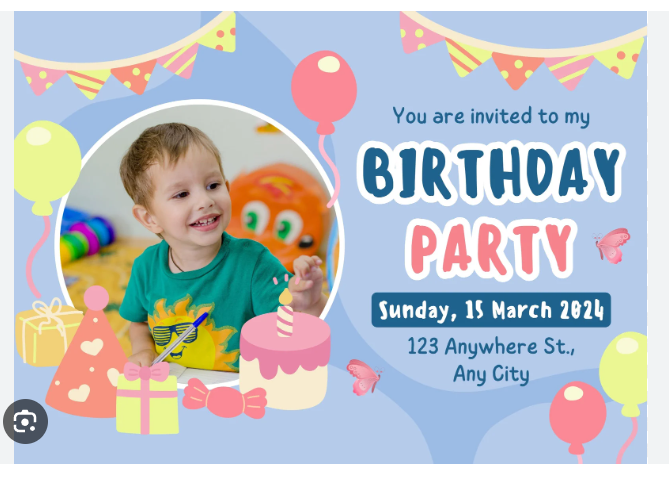 You are invited to my
BIRTHDAY
PARTY
Sunday, 15 March 2024
123 Anywhere St.,
Any City